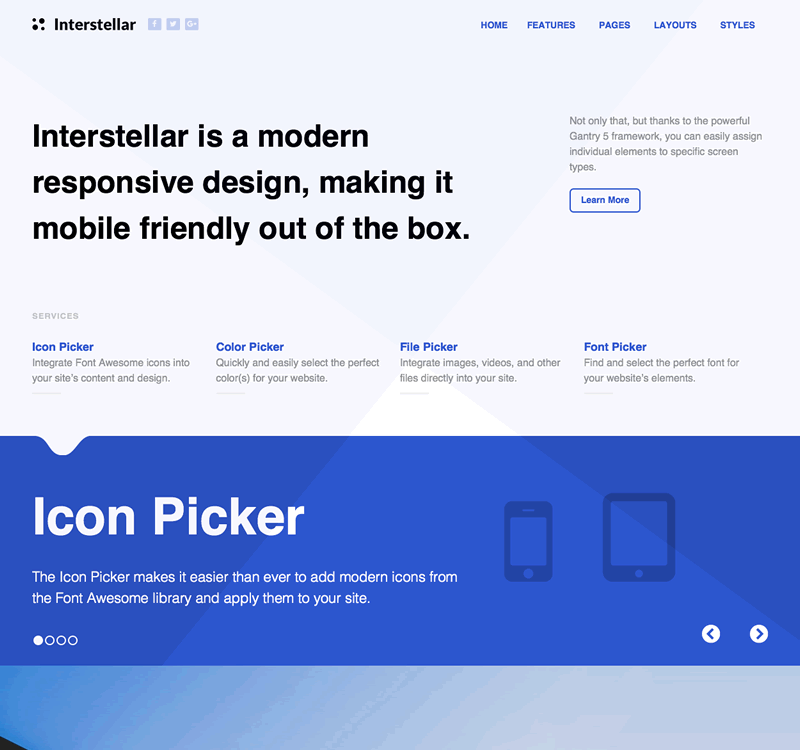 Interstellar
HOME FEATURES PAGES LAYOUTS STYLES
Interstellar is a modern
responsive design, making it
mobile friendly out of the box.
Not only that, but thanks to the powerful
Gantry 5 framework, you can easily assign
individual elements to specific screen
types.
Learn More
SERVICES
Icon Picker
Integrate Font Awesome icons into
your site's content and design.
Color Picker
Quickly and easily select the perfect
color(s) for your website.
File Picker
Integrate images, videos, and other
files directly into your site.
Font Picker
Find and select the perfect font for
your website's elements.
Icon Picker
The Icon Picker makes it easier than ever to add modern icons from
the Font Awesome library and apply them to your site.